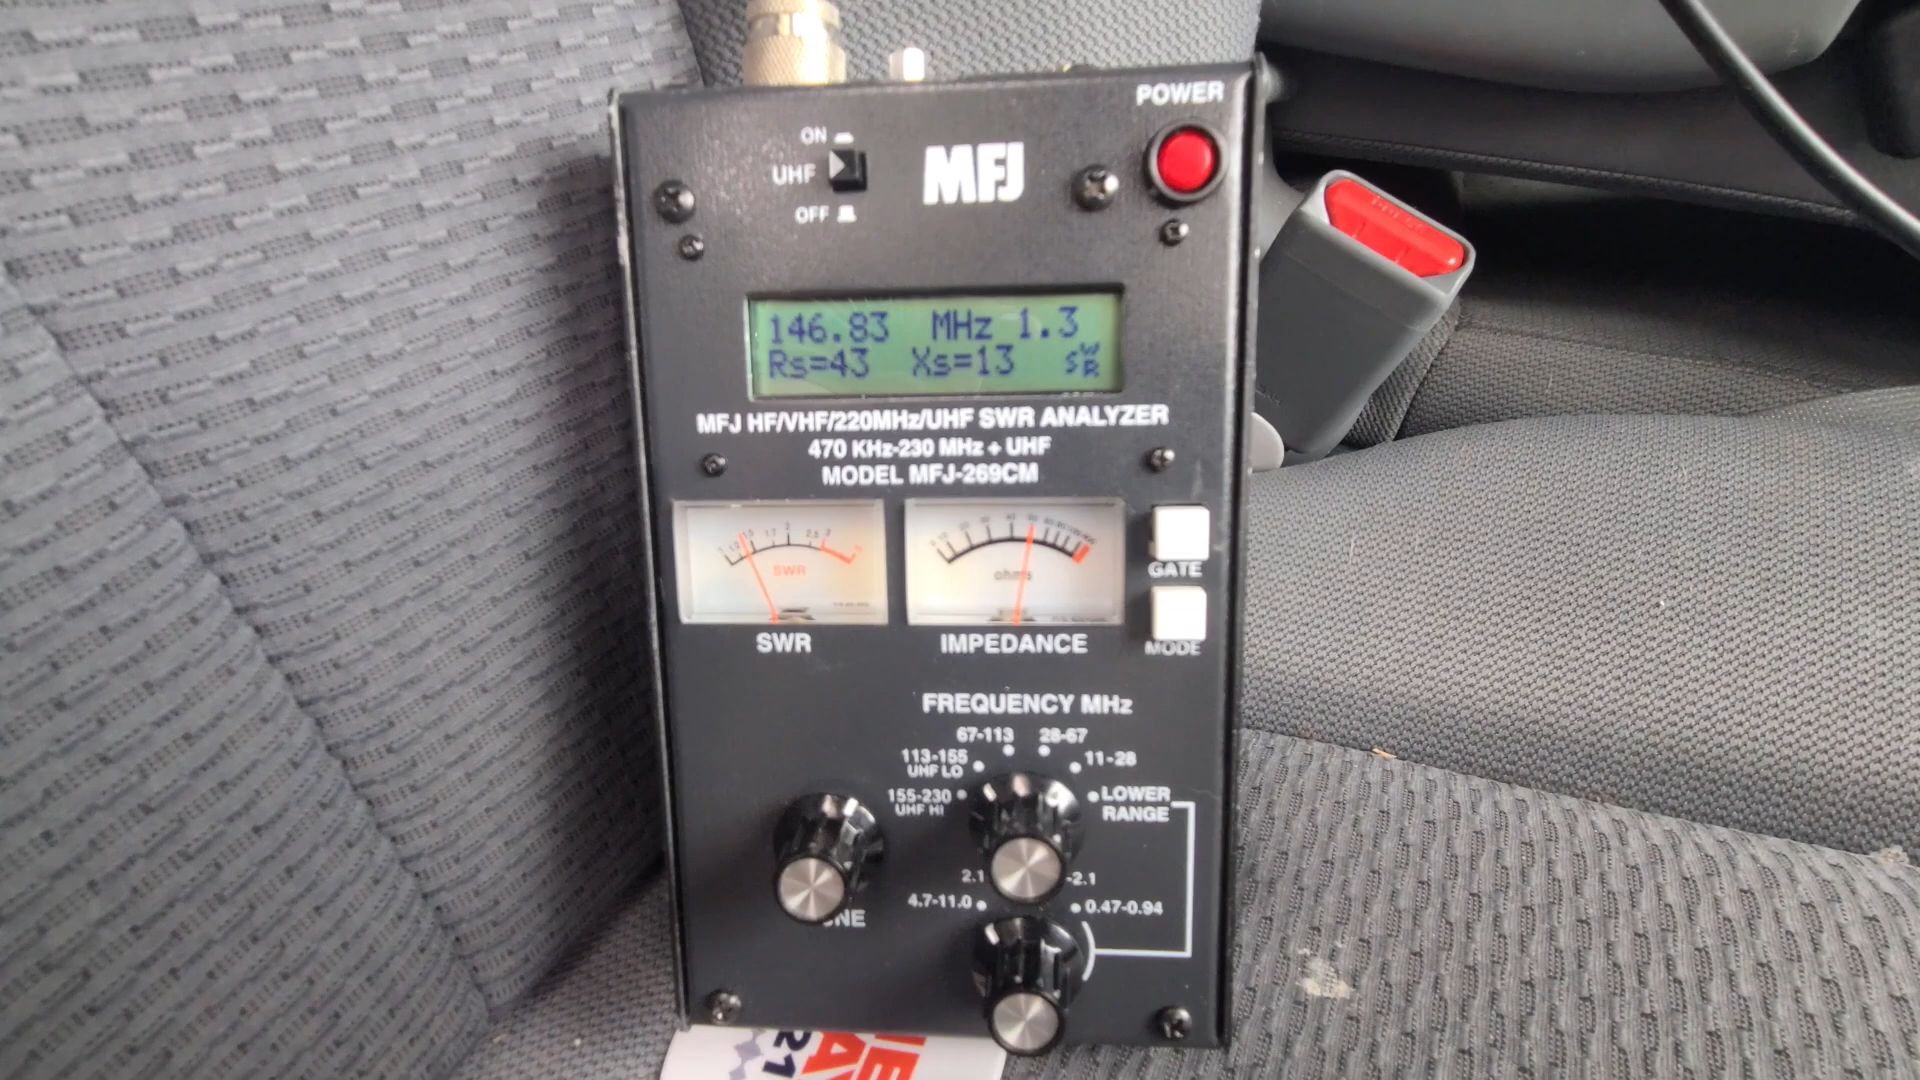 POWER
ON
UHF
OFF
MFJ
146.83 MHz 1.3
Rs=43 Xs=13 SWR
MFJ HF/VHF/220MHz/UHF SWR ANALYZER
470 KHz-230 MHz + UHF
MODEL MFJ-269CM
SWR
ohms
GATE
SWR
IMPEDANCE
MODE
FREQUENCY MHz
67-113
28-67
113-155
UHF LO
11-28
155-230
UHF HI
LOWER
RANGE
2.1
-2.1
4.7-11.0
0.47-0.94
21